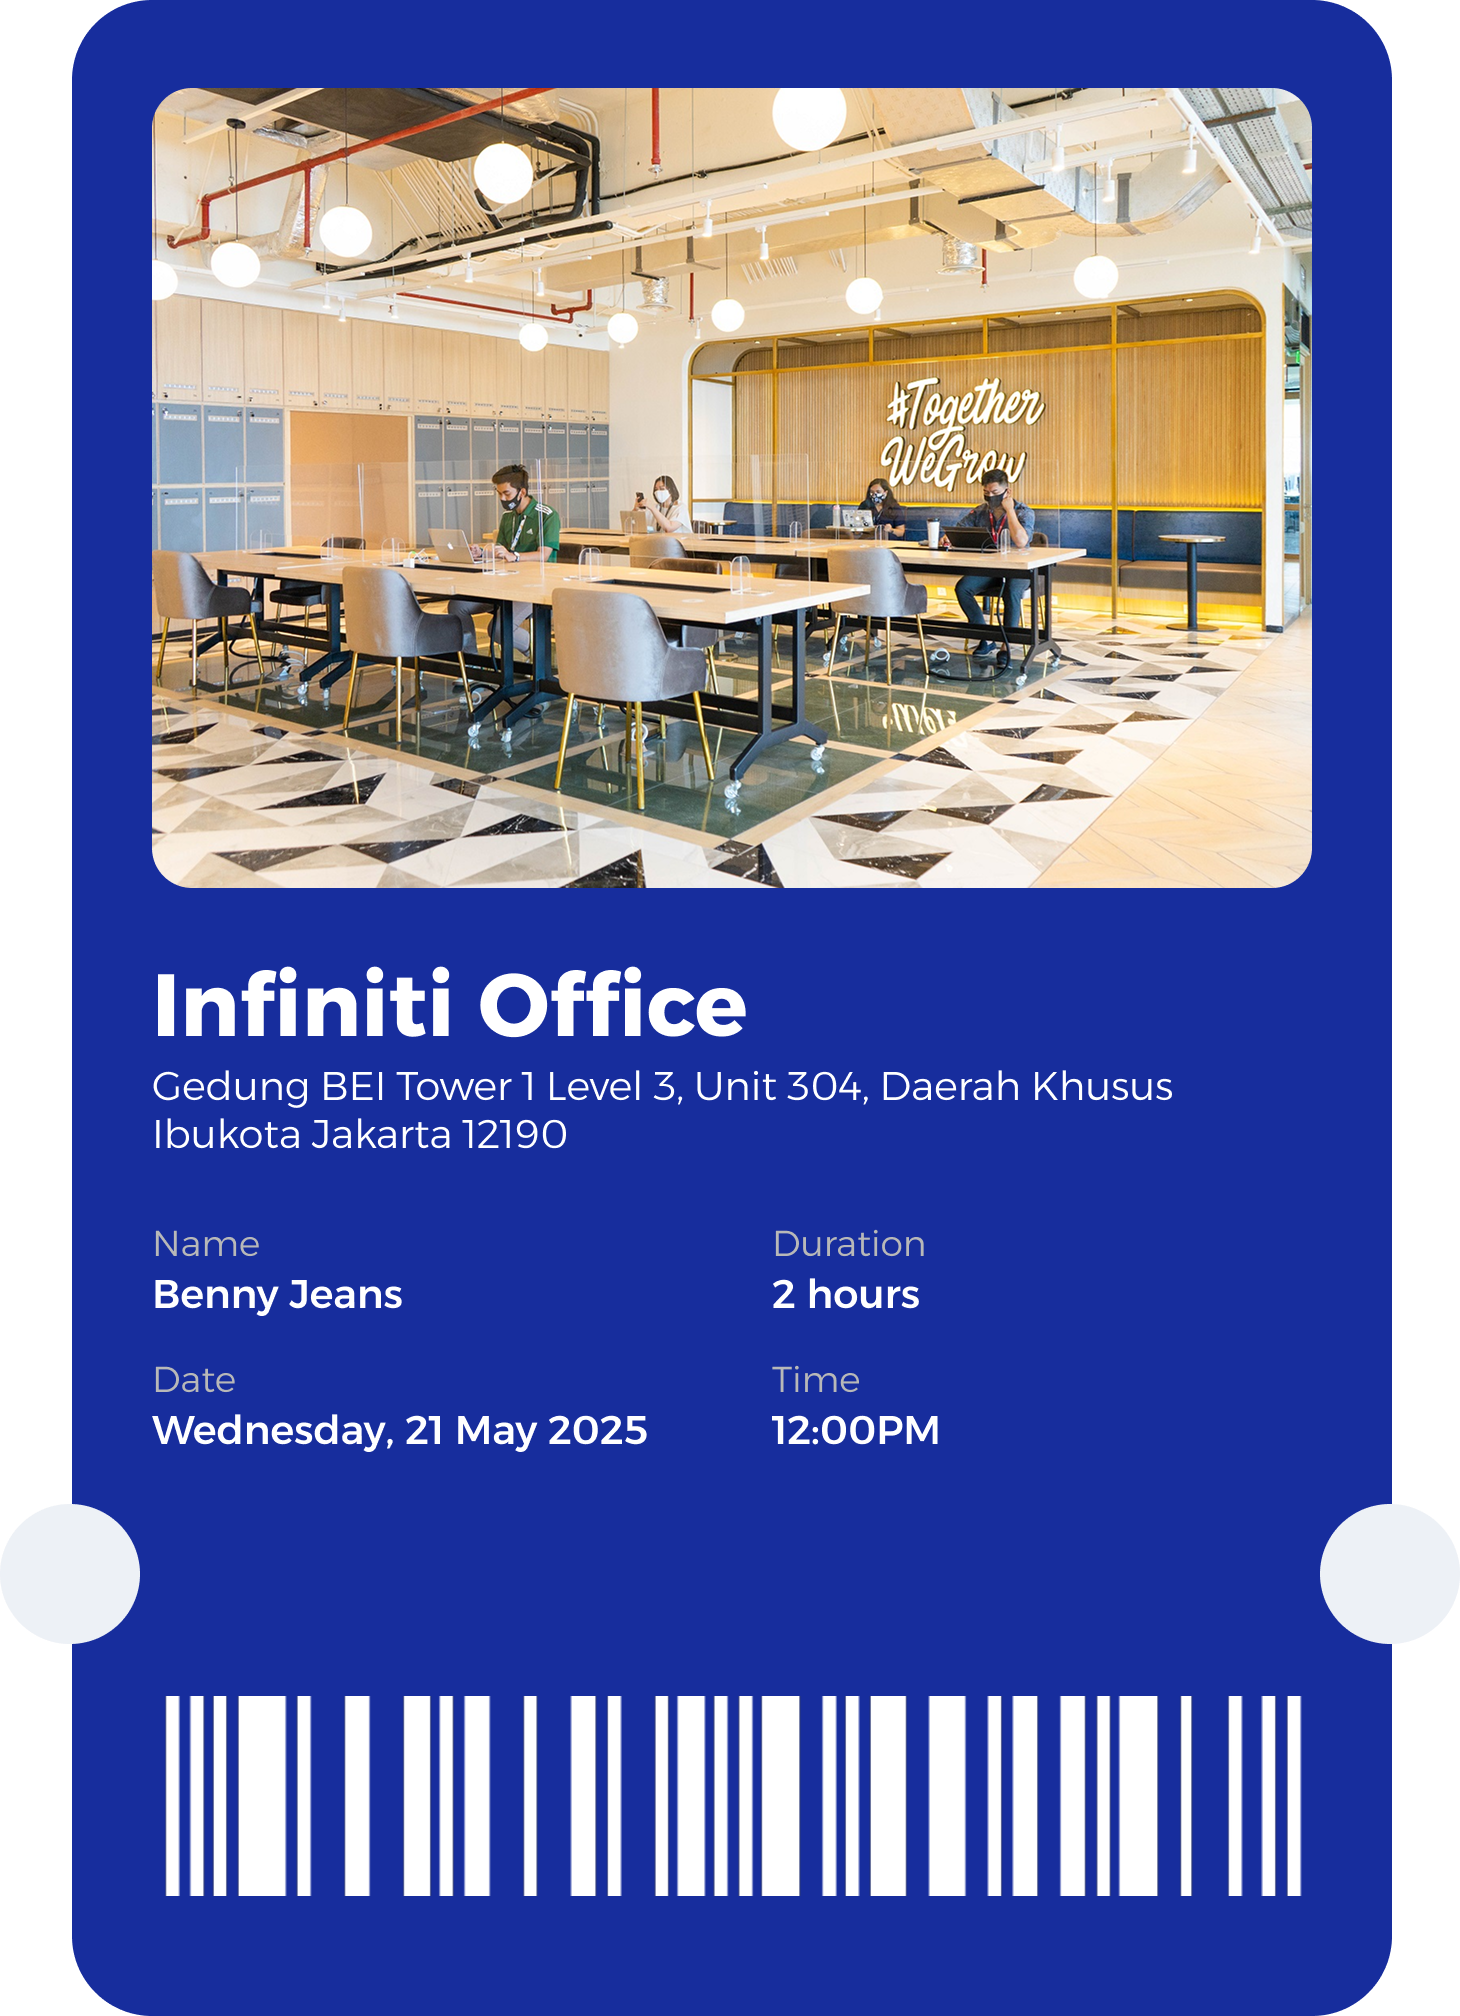 #Together
WeGrow
Infiniti Office
Gedung BEI Tower 1 Level 3, Unit 304, Daerah Khusus
Ibukota Jakarta 12190
Name
Duration
Benny Jeans
2 hours
Date
Time
Wednesday, 21 May 2025
12:00PM